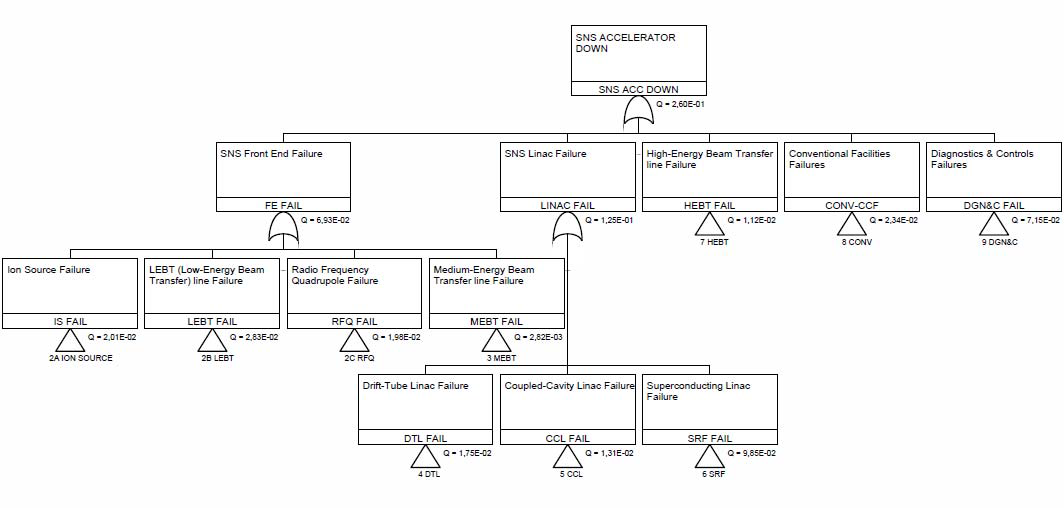 SNS ACCELERATOR
DOWN
SNS ACC DOWN
Q = 2,60E-01
SNS Front End Failure
FE FAIL
Q = 6,93E-02
SNS Linac Failure
LINAC FAIL
Q = 1,25E-01
High-Energy Beam Transfer
line Failure
HEBT FAIL
Q = 1,12E-02
7 HEBT
Conventional Facilities
Failures
CONV-CCF
Q = 2,34E-02
8 CONV
Diagnostics & Controls
Failures
DGN&C FAIL
Q = 7,15E-02
9 DGN&C
Ion Source Failure
IS FAIL
Q = 2,01E-02
2A ION SOURCE
LEBT (Low-Energy Beam
Transfer) line Failure
LEBT FAIL
Q = 2,83E-02
2B LEBT
Radio Frequency
Quadrupole Failure
RFQ FAIL
Q = 1,98E-02
2C RFQ
Medium-Energy Beam
Transfer line Failure
MEBT FAIL
Q = 2,82E-03
3 MEBT
Drift-Tube Linac Failure
DTL FAIL
Q = 1,75E-02
4 DTL
Coupled-Cavity Linac Failure
CCL FAIL
Q = 1,31E-02
5 CCL
Superconducting Linac
Failure
SRF FAIL
Q = 9,85E-02
6 SRF